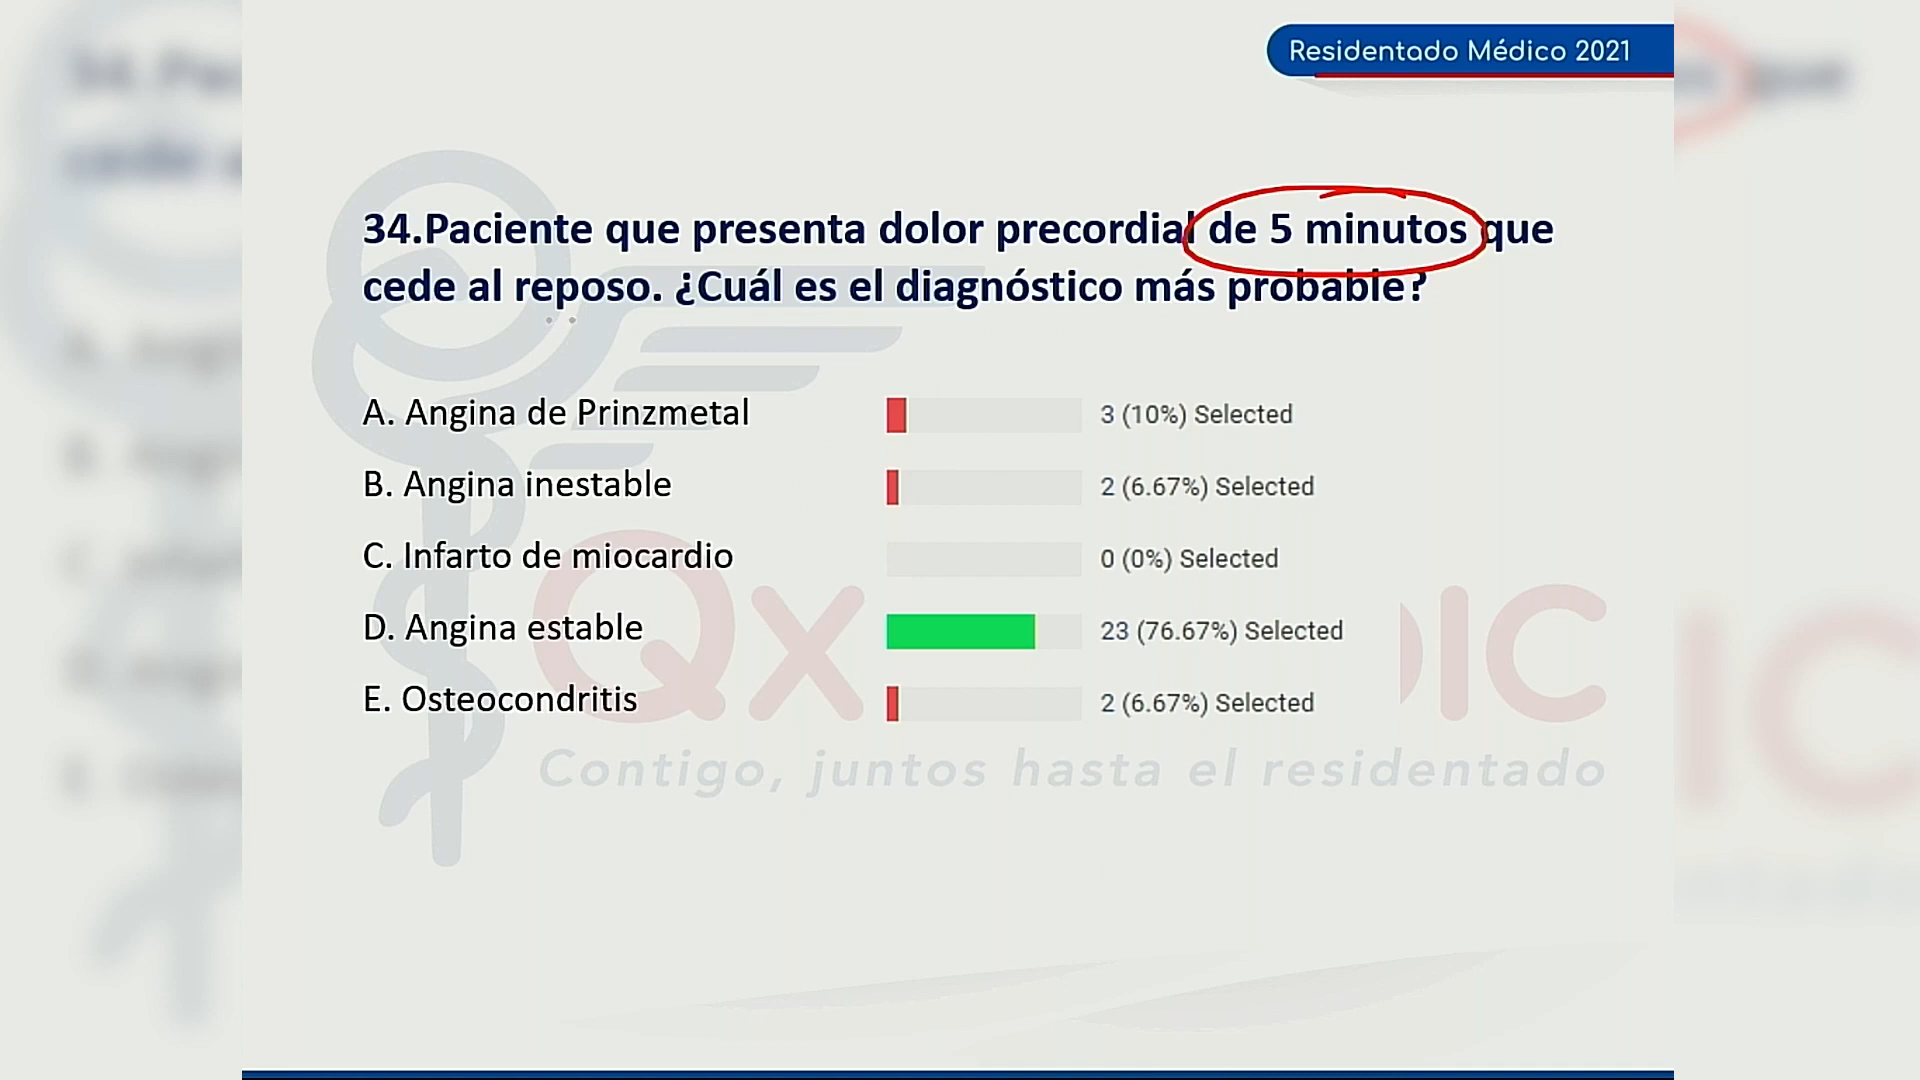 Residentado Médico 2021
34.Paciente que presenta dolor precordial de 5 minutos que
cede al reposo. ¿Cuál es el diagnóstico más probable?
A. Angina de Prinzmetal 3 (10%) Selected
B. Angina inestable 2 (6.67%) Selected
C. Infarto de miocardio 0 (0%) Selected
D. Angina estable 23 (76.67%) Selected
E. Osteocondritis 2 (6.67%) Selected
Qx IC
Contigo, juntos hasta el residentado